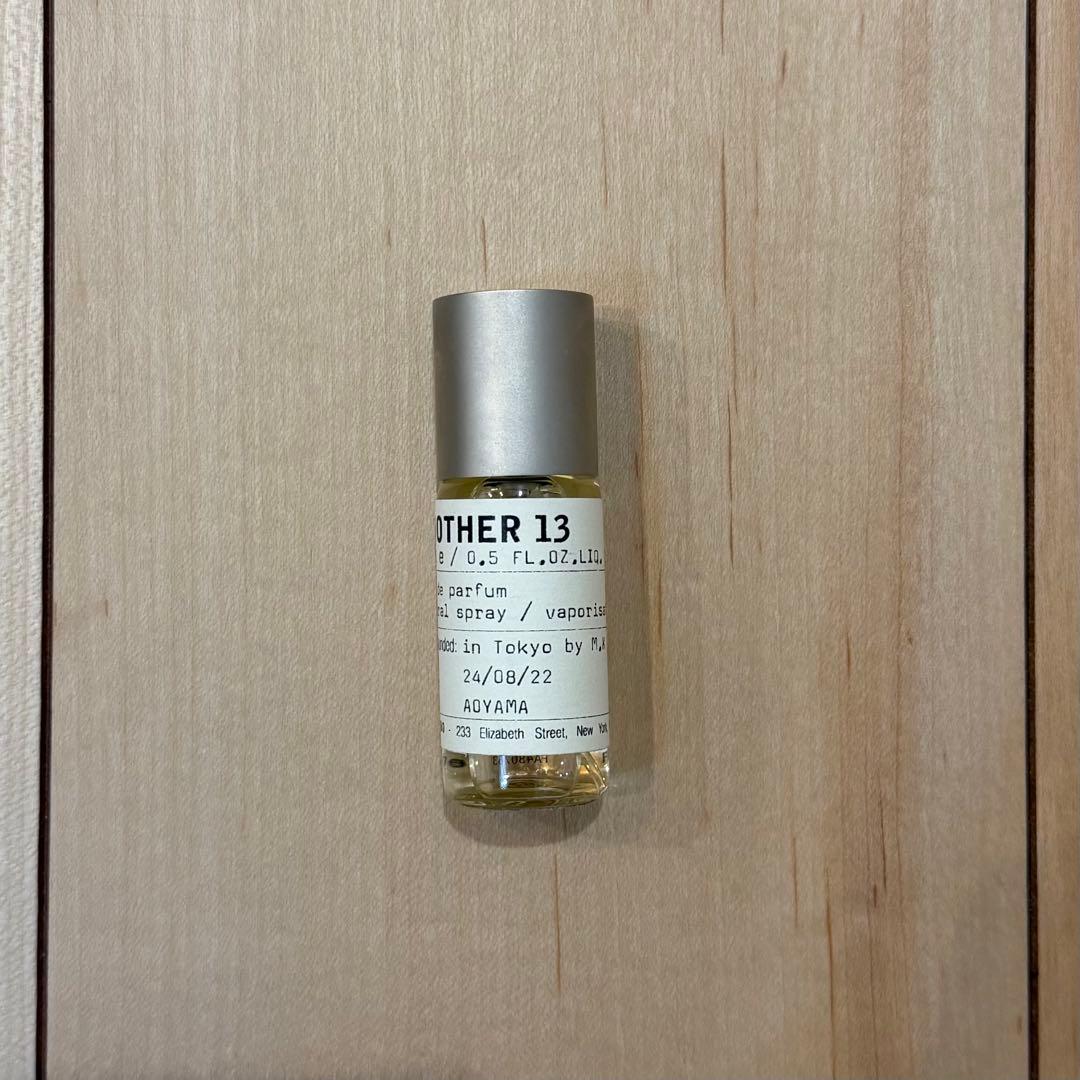 OTHER 13
e / 0.5 FL.OZ.LIQ.
de parfum
ral spray / vaporisa
unded: in Tokyo by M.K
24/08/22
AOYAMA
233 Elizabeth Street, New York,